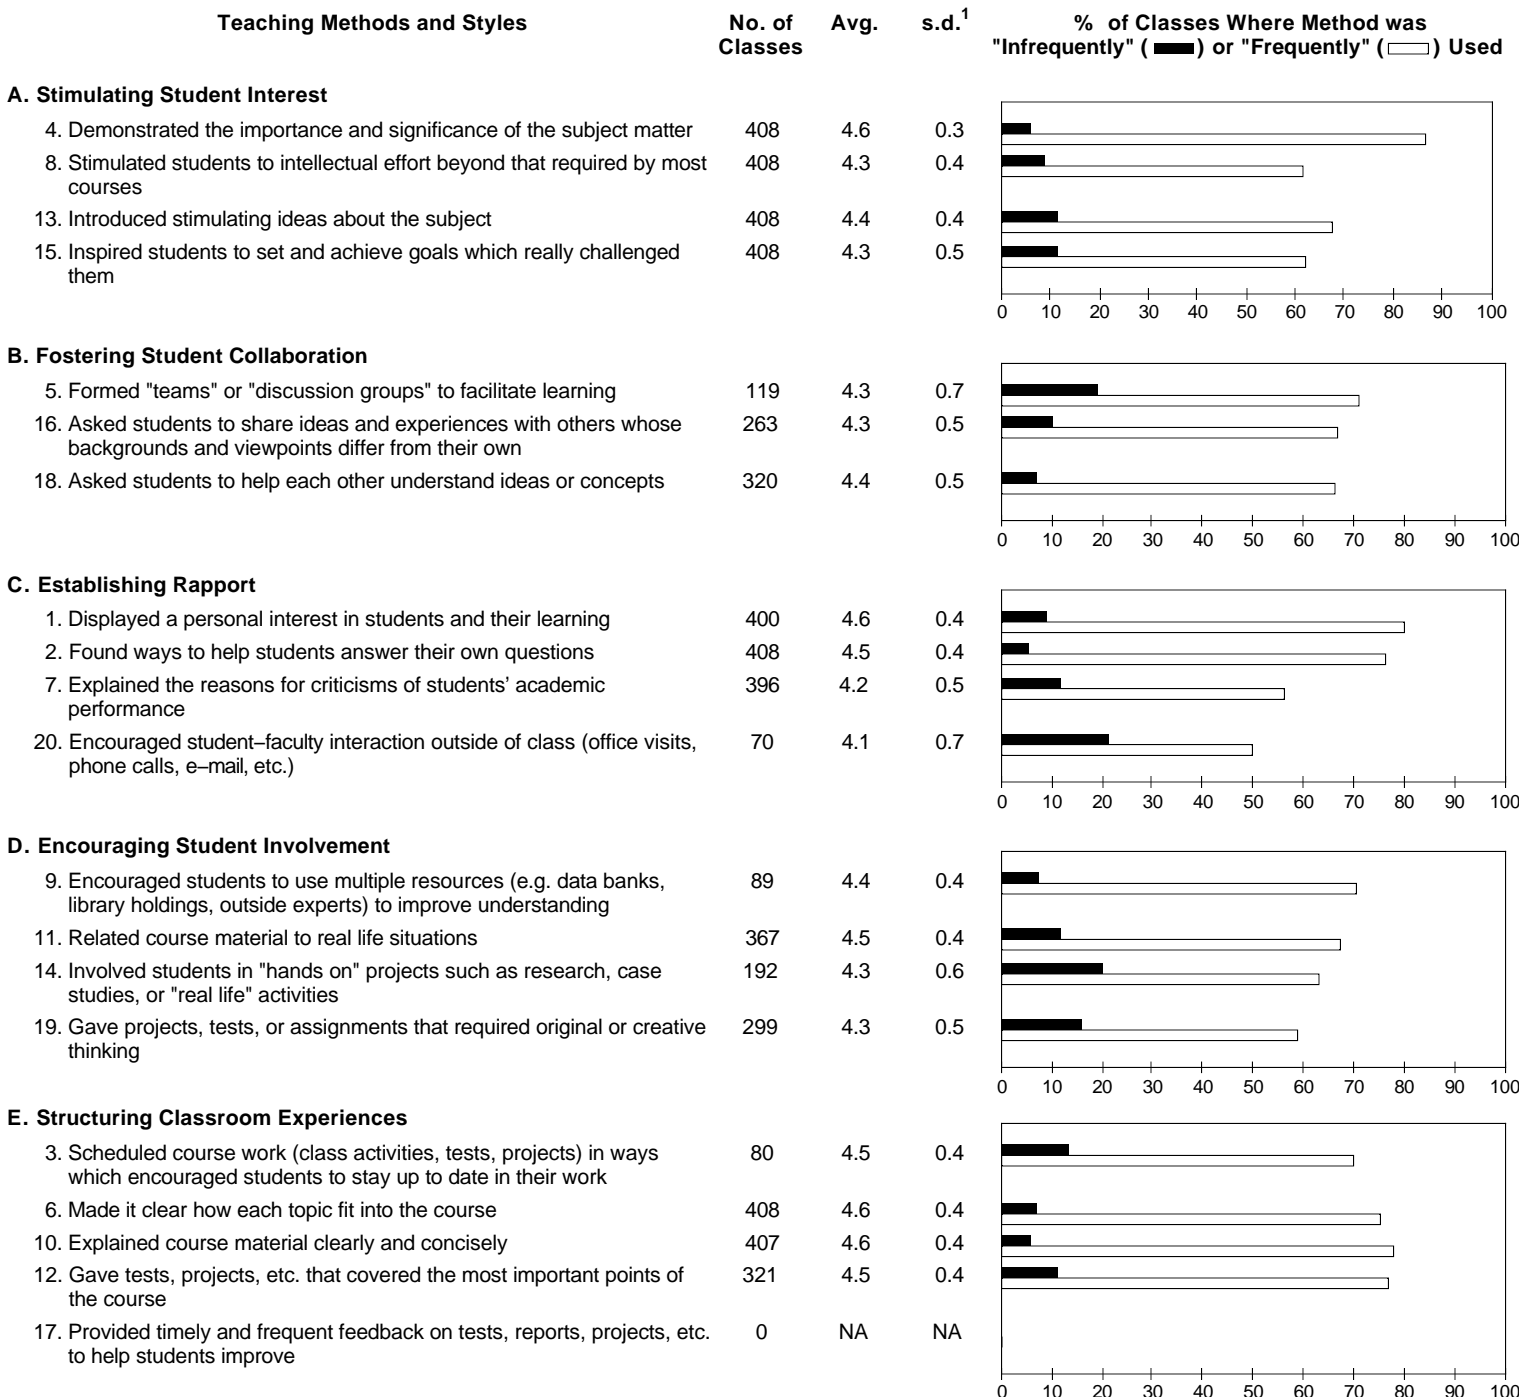 Teaching Methods and Styles No. of Classes Avg. s.d.1 % of Classes Where Method was "Infrequently" ( ) or "Frequently" ( ) Used
A. Stimulating Student Interest
4. Demonstrated the importance and significance of the subject matter 408 4.6 0.3
8. Stimulated students to intellectual effort beyond that required by most 408 4.3 0.4
courses
13. Introduced stimulating ideas about the subject 408 4.4 0.4
15. Inspired students to set and achieve goals which really challenged 408 4.3 0.5
them
0 10 20 30 40 50 60 70 80 90 100
B. Fostering Student Collaboration
5. Formed "teams" or "discussion groups" to facilitate learning 119 4.3 0.7
16. Asked students to share ideas and experiences with others whose 263 4.3 0.5
backgrounds and viewpoints differ from their own
18. Asked students to help each other understand ideas or concepts 320 4.4 0.5
0 10 20 30 40 50 60 70 80 90 100
C. Establishing Rapport
1. Displayed a personal interest in students and their learning 400 4.6 0.4
2. Found ways to help students answer their own questions 408 4.5 0.4
7. Explained the reasons for criticisms of students’ academic 396 4.2 0.5
performance
20. Encouraged student–faculty interaction outside of class (office visits, 70 4.1 0.7
phone calls, e–mail, etc.)
0 10 20 30 40 50 60 70 80 90 100
D. Encouraging Student Involvement
9. Encouraged students to use multiple resources (e.g. data banks, 89 4.4 0.4
library holdings, outside experts) to improve understanding
11. Related course material to real life situations 367 4.5 0.4
14. Involved students in "hands on" projects such as research, case 192 4.3 0.6
studies, or "real life" activities
19. Gave projects, tests, or assignments that required original or creative 299 4.3 0.5
thinking
0 10 20 30 40 50 60 70 80 90 100
E. Structuring Classroom Experiences
3. Scheduled course work (class activities, tests, projects) in ways 80 4.5 0.4
which encouraged students to stay up to date in their work
6. Made it clear how each topic fit into the course 408 4.6 0.4
10. Explained course material clearly and concisely 407 4.6 0.4
12. Gave tests, projects, etc. that covered the most important points of 321 4.5 0.4
the course
17. Provided timely and frequent feedback on tests, reports, projects, etc. 0 NA NA
to help students improve
0 10 20 30 40 50 60 70 80 90 100